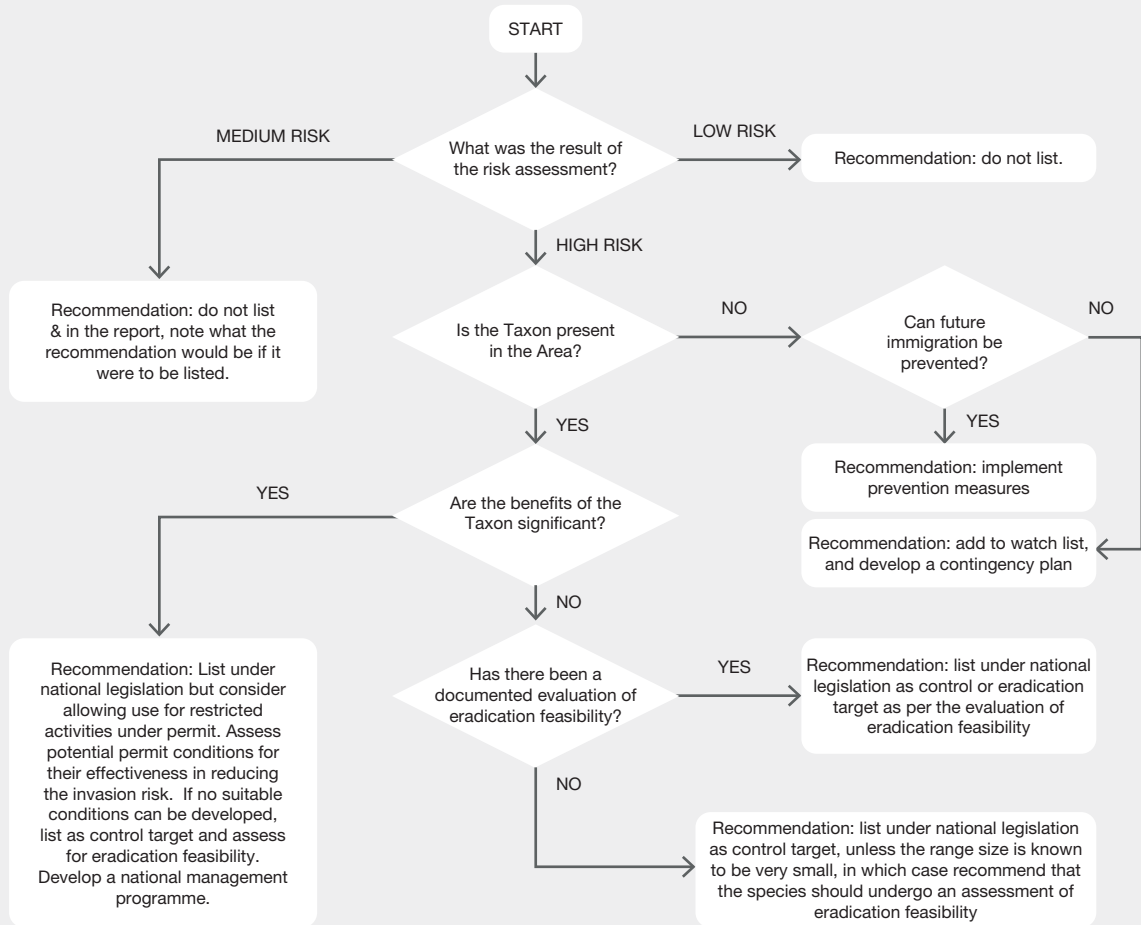 START
MEDIUM RISK
What was the result of
the risk assessment?
LOW RISK
Recommendation: do not list.
HIGH RISK
Recommendation: do not list
& in the report, note what the
recommendation would be if it
were to be listed.
Is the Taxon present
in the Area?
NO
Can future
immigration be
prevented?
NO
YES
YES
Recommendation: implement
prevention measures
Recommendation: add to watch list,
and develop a contingency plan
YES
Are the benefits of the
Taxon significant?
NO
Recommendation: List under
national legislation but consider
allowing use for restricted
activities under permit. Assess
potential permit conditions for
their effectiveness in reducing
the invasion risk.  If no suitable
conditions can be developed,
list as control target and assess
for eradication feasibility.
Develop a national management
programme.
Has there been a
documented evaluation of
eradication feasibility?
YES
Recommendation: list under national
legislation as control or eradication
target as per the evaluation of
eradication feasibility
NO
Recommendation: list under national legislation
as control target, unless the range size is known
to be very small, in which case recommend that
the species should undergo an assessment of
eradication feasibility